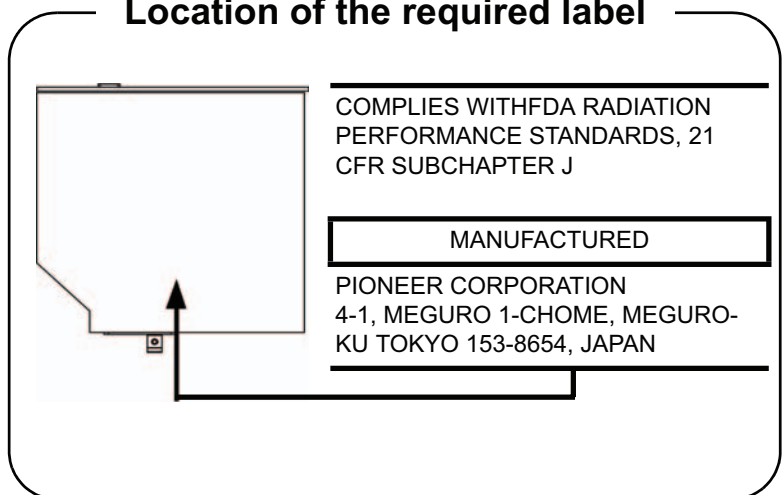 Location of the required label
COMPLIES WITHFDA RADIATION
PERFORMANCE STANDARDS, 21
CFR SUBCHAPTER J
MANUFACTURED
PIONEER CORPORATION
4-1, MEGURO 1-CHOME, MEGURO-
KU TOKYO 153-8654, JAPAN